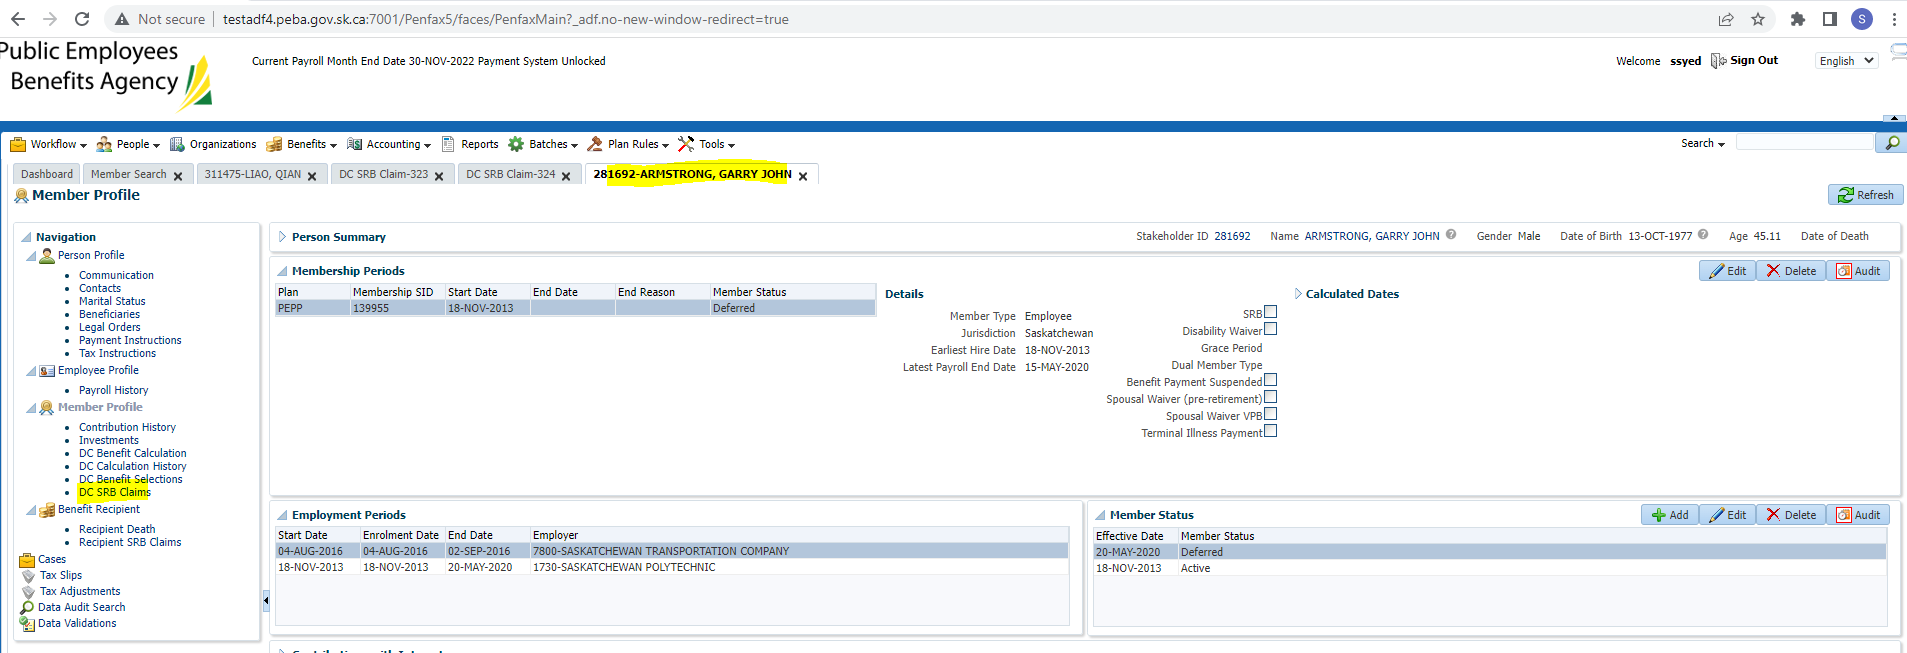 Not secure testadf4.peba.gov.sk.ca:7001/Penfax5/faces/PenfaxMain?_adf.no-new-window-redirect=true S
Public Employees
Benefits Agency
Current Payroll Month End Date 30-NOV-2022 Payment System Unlocked
Welcome ssyed Sign Out English
Workflow People Organizations Benefits Accounting Reports Batches Plan Rules Tools Search
Dashboard Member Search 311475-LIAO, QIAN DC SRB Claim-323 DC SRB Claim-324 281692-ARMSTRONG, GARRY JOHN
Member Profile Refresh
Navigation
Person Profile
Communication
Contacts
Marital Status
Beneficiaries
Legal Orders
Payment Instructions
Tax Instructions
Employee Profile
Payroll History
Member Profile
Contribution History
Investments
DC Benefit Calculation
DC Calculation History
DC Benefit Selections
DC SRB Claims
Benefit Recipient
Recipient Death
Recipient SRB Claims
Cases
Tax Slips
Tax Adjustments
Data Audit Search
Data Validations
Person Summary Stakeholder ID 281692 Name ARMSTRONG, GARRY JOHN Gender Male Date of Birth 13-OCT-1977 Age 45.11 Date of Death
Membership Periods Edit Delete Audit
Plan Membership SID Start Date End Date End Reason Member Status
PEPP 139955 18-NOV-2013 Deferred
Details
Member Type Employee
Jurisdiction Saskatchewan
Earliest Hire Date 18-NOV-2013
Latest Payroll End Date 15-MAY-2020
SRB
Disability Waiver
Grace Period
Dual Member Type
Benefit Payment Suspended
Spousal Waiver (pre-retirement)
Spousal Waiver VPB
Terminal Illness Payment
Calculated Dates
Employment Periods
Start Date Enrolment Date End Date Employer
04-AUG-2016 04-AUG-2016 02-SEP-2016 7800-SASKATCHEWAN TRANSPORTATION COMPANY
18-NOV-2013 18-NOV-2013 20-MAY-2020 1730-SASKATCHEWAN POLYTECHNIC
Member Status Add Edit Delete Audit
Effective Date Member Status
20-MAY-2020 Deferred
18-NOV-2013 Active